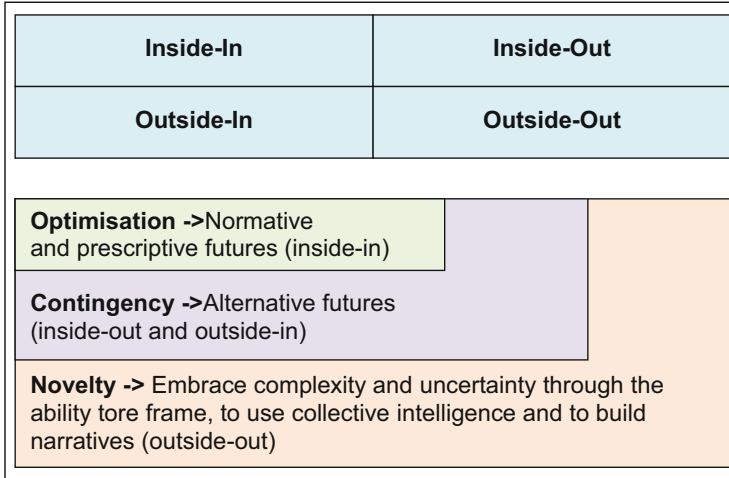 Inside-In
Inside-Out
Outside-In
Outside-Out
Optimisation ->Normative
and prescriptive futures (inside-in)
Contingency ->Alternative futures
(inside-out and outside-in)
Novelty -> Embrace complexity and uncertainty through the
ability tore frame, to use collective intelligence and to build
narratives (outside-out)